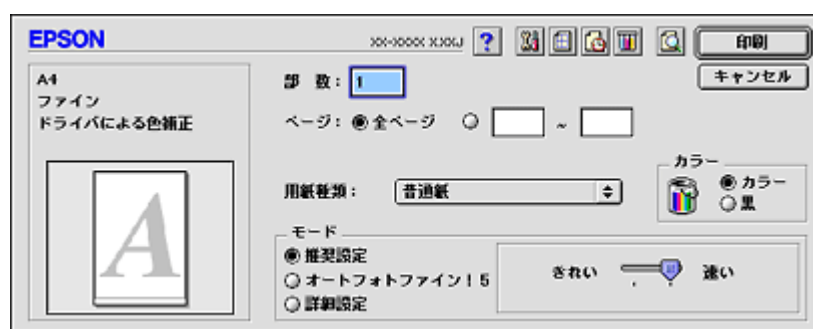 EPSON
XX-XXXX X.XXJ
?
印刷
キャンセル
A4
ファイン
ドライバによる色補正
A
部 数: 1
ページ: 全ページ ~
用紙種類: 普通紙
カラー
カラー
黒
モード
推奨設定
オートフォトファイン!5
詳細設定
きれい 速い